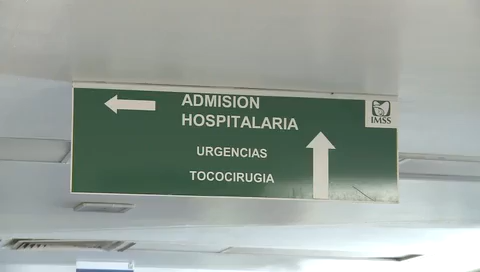 ADMISION
HOSPITALARIA
IMSS
URGENCIAS
TOCOCIRUGIA